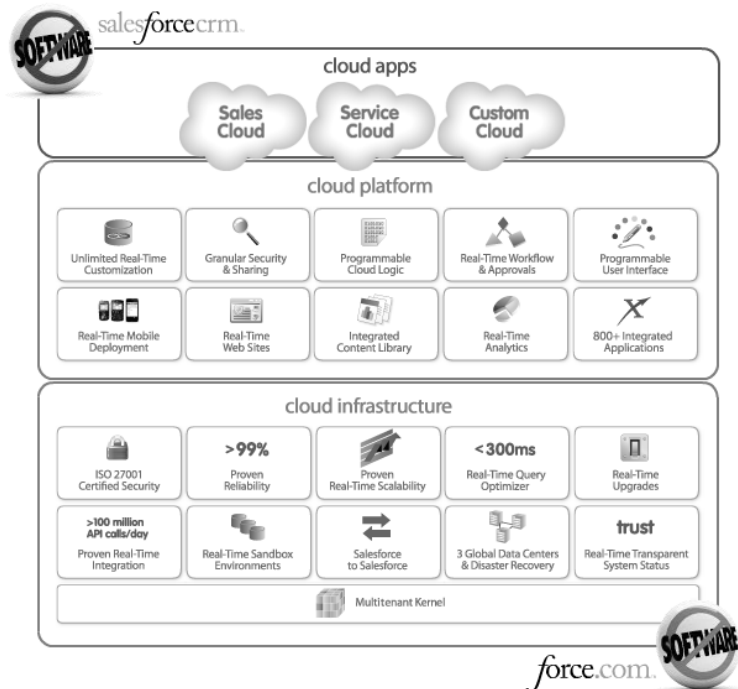 SOFTWARE
salesforcecrm.
cloud apps
Sales
Cloud
Service
Cloud
Custom
Cloud
cloud platform
Unlimited Real-Time
Customization
Granular Security
& Sharing
Programmable
Cloud Logic
Real-Time Workflow
& Approvals
Programmable
User Interface
Real-Time Mobile
Deployment
Real-Time
Web Sites
Integrated
Content Library
Real-Time
Analytics
800+ Integrated
Applications
cloud infrastructure
ISO 27001
Certified Security
>99%
Proven
Reliability
Proven
Real-Time Scalability
<300ms
Real-Time Query
Optimizer
Real-Time
Upgrades
>100 million
API calls/day
Proven Real-Time
Integration
Real-Time Sandbox
Environments
Salesforce
to Salesforce
3 Global Data Centers
& Disaster Recovery
trust
Real-Time Transparent
System Status
Multitenant Kernel
force.com.
SOFTWARE